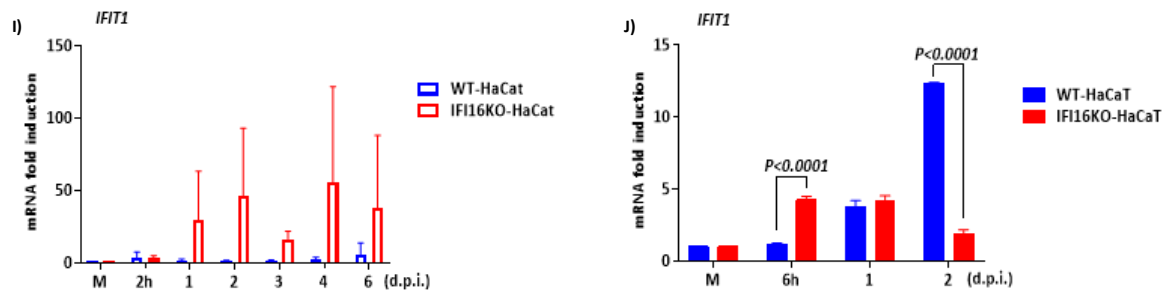 I)
IFIT1
mRNA fold induction
150
100
50
0
M 2h 1 2 3 4 6 (d.p.i.)
WT-HaCat
IFI16KO-HaCat
J)
IFIT1
mRNA fold induction
15
10
5
0
P<0.0001
P<0.0001
M 6h 1 2 (d.p.i.)
WT-HaCaT
IFI16KO-HaCaT